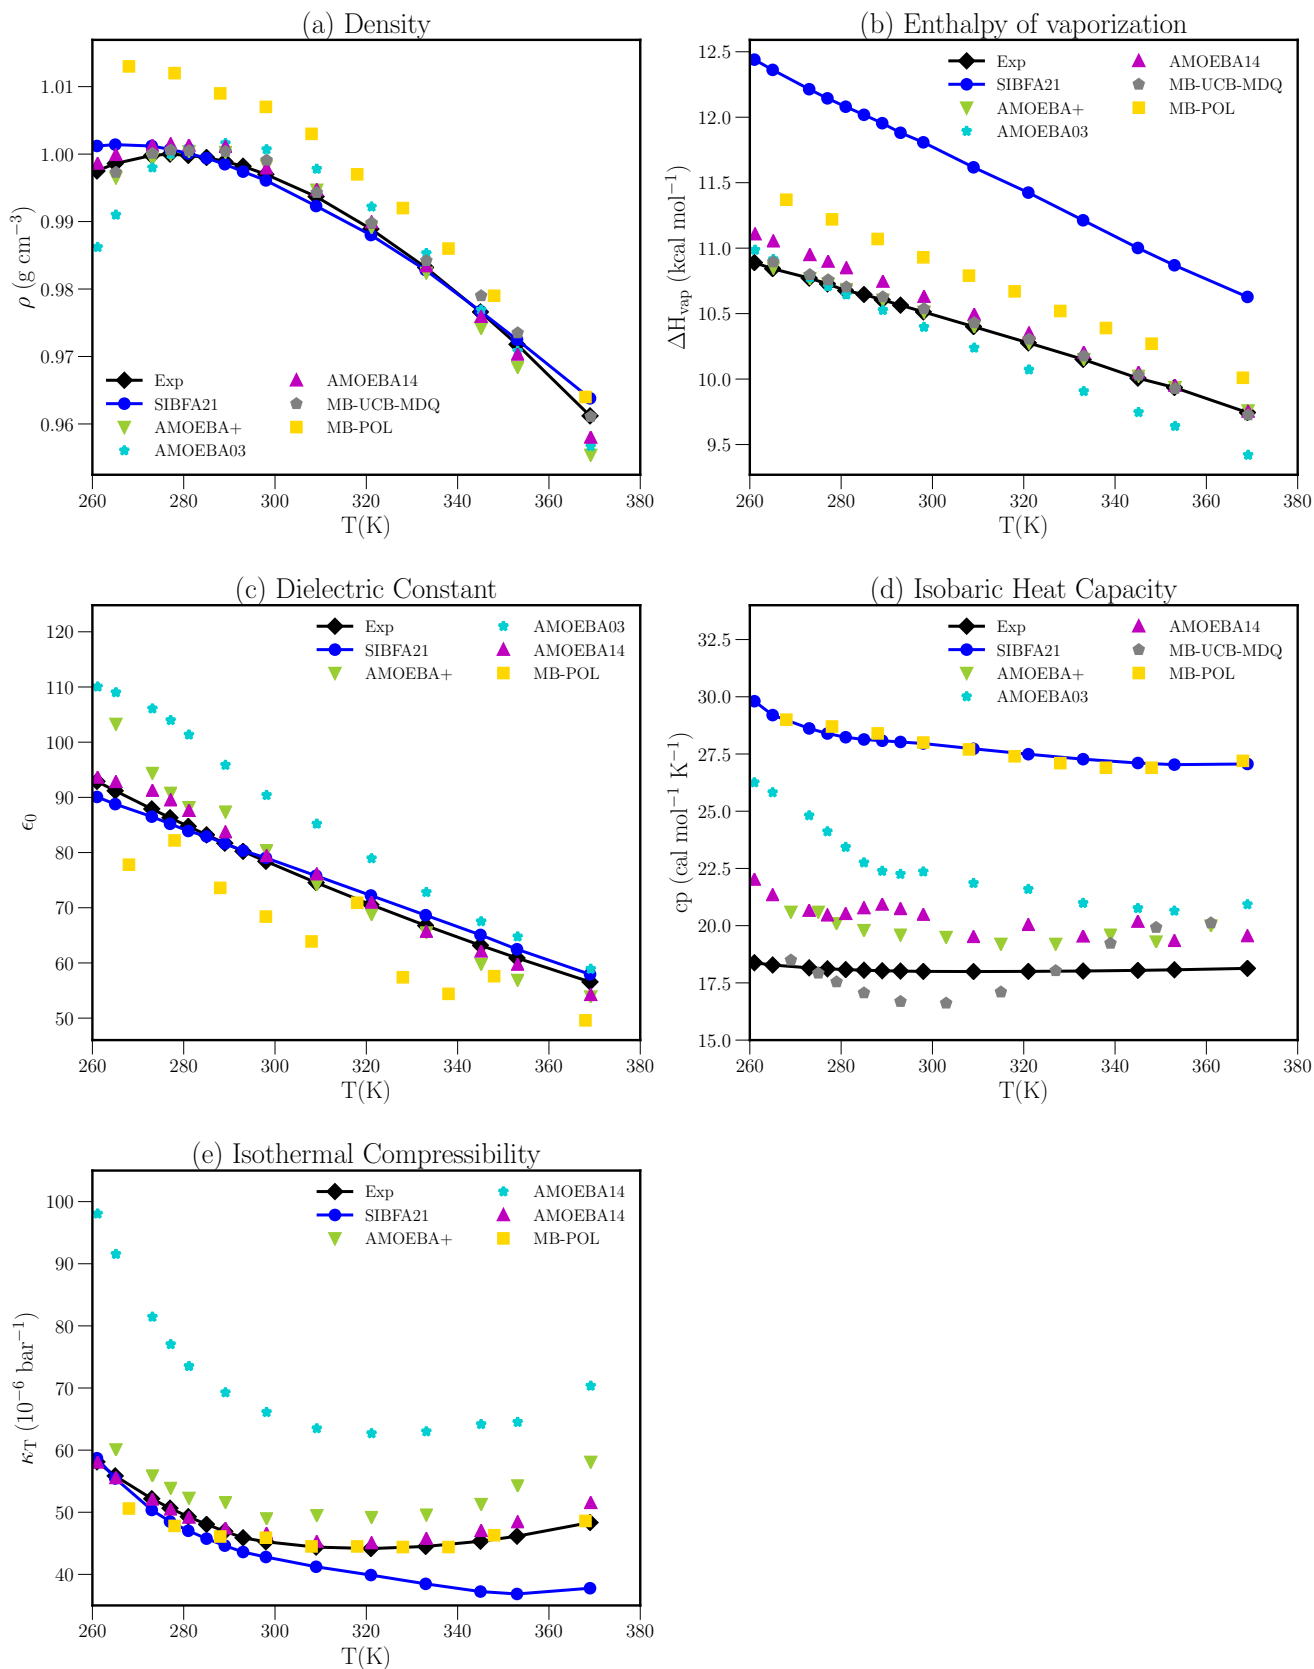 (a) Density
1.01
1.00
0.99
0.98
0.97
0.96
ρ (g cm⁻³)
Exp
SIBFA21
AMOEBA+
AMOEBA03
AMOEBA14
MB-UCB-MDQ
MB-POL
260 280 300 320 340 360 380
T(K)
(b) Enthalpy of vaporization
12.5
12.0
11.5
11.0
10.5
10.0
9.5
ΔH_vap (kcal mol⁻¹)
Exp
SIBFA21
AMOEBA+
AMOEBA03
AMOEBA14
MB-UCB-MDQ
MB-POL
260 280 300 320 340 360 380
T(K)
(c) Dielectric Constant
120
110
100
90
80
70
60
50
ϵ₀
Exp
SIBFA21
AMOEBA+
AMOEBA03
AMOEBA14
MB-POL
260 280 300 320 340 360 380
T(K)
(d) Isobaric Heat Capacity
32.5
30.0
27.5
25.0
22.5
20.0
17.5
15.0
cp (cal mol⁻¹ K⁻¹)
Exp
SIBFA21
AMOEBA+
AMOEBA03
AMOEBA14
MB-UCB-MDQ
MB-POL
260 280 300 320 340 360 380
T(K)
(e) Isothermal Compressibility
100
90
80
70
60
50
40
κ_T (10⁻⁶ bar⁻¹)
Exp
SIBFA21
AMOEBA+
AMOEBA14
AMOEBA14
MB-POL
260 280 300 320 340 360 380
T(K)